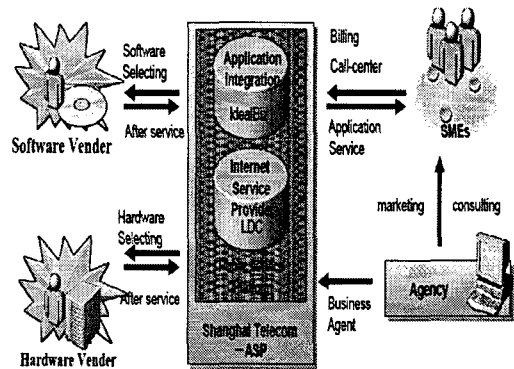 Software
Selecting
After service
Software Vender
Application
Integration
IdealBiz
Internet
Service
Provider
LDC
Shanghai Telecom
—ASP
Billing
Call-center
Application
Service
SMEs
Hardware
Selecting
After service
Hardware Vender
marketing consulting
Agency
Business
Agent